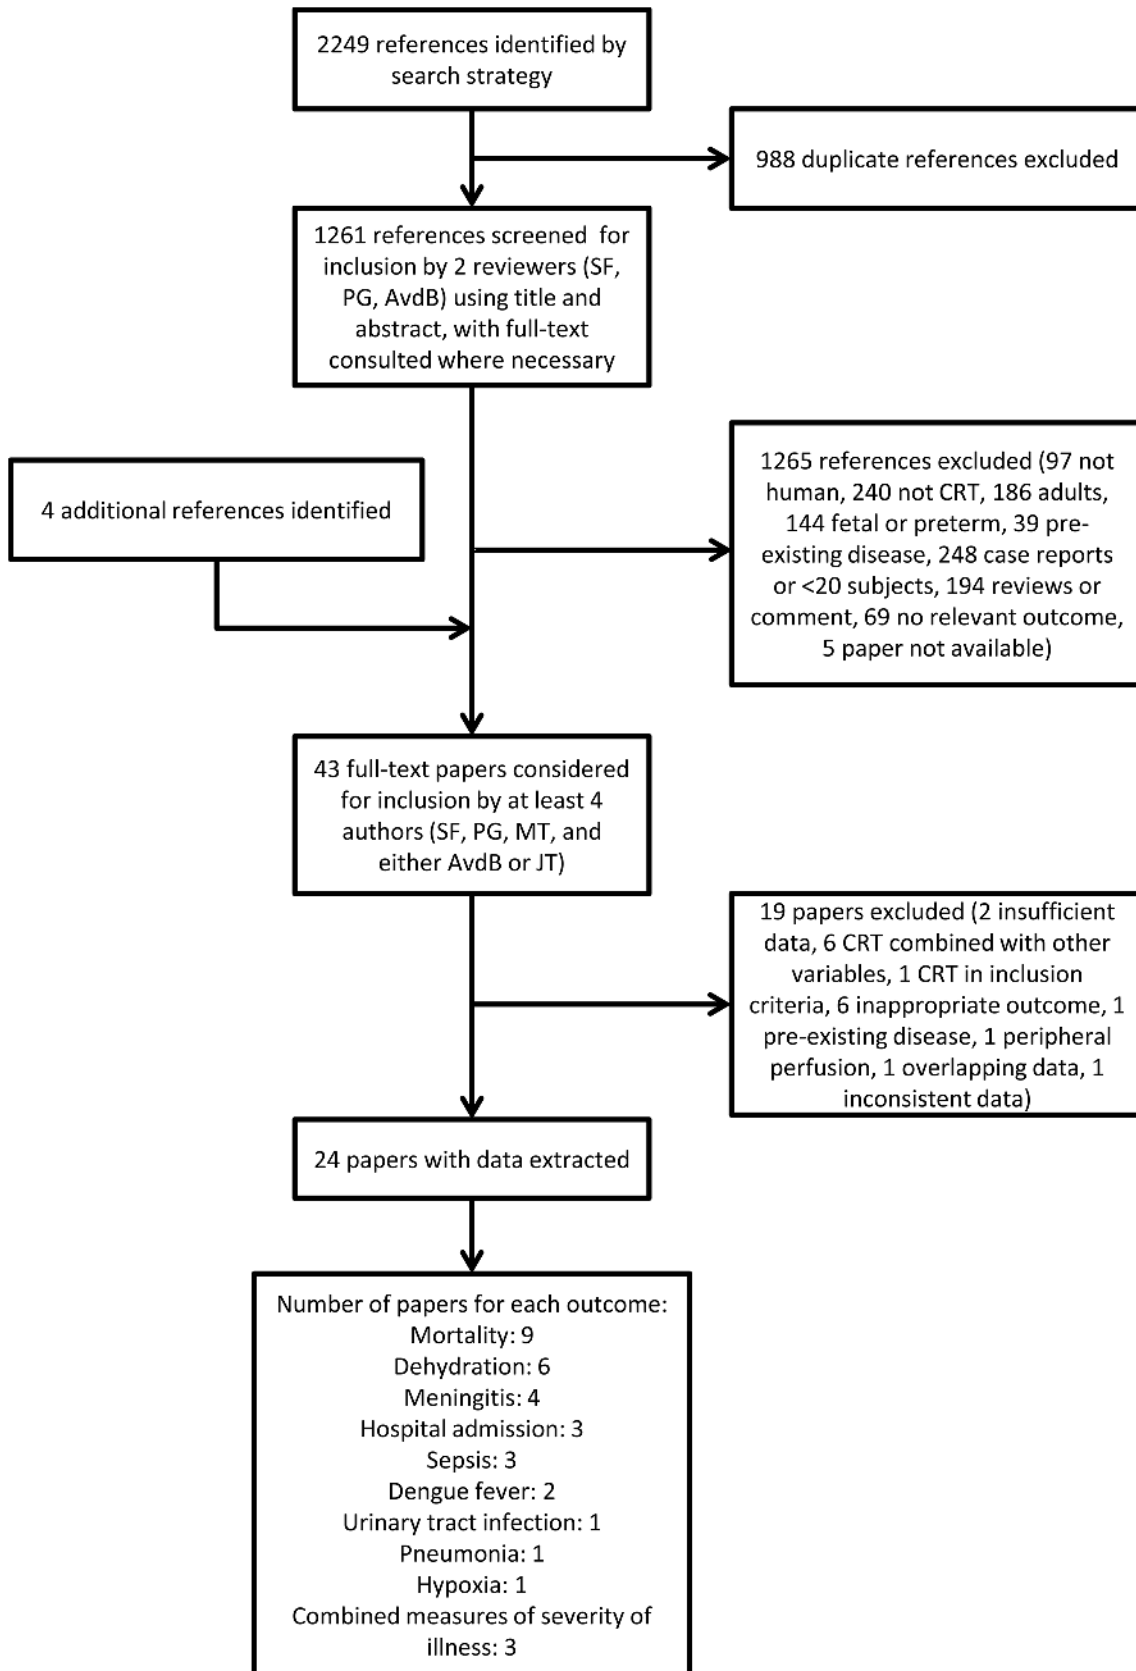 2249 references identified by
search strategy
988 duplicate references excluded
1261 references screened for
inclusion by 2 reviewers (SF,
PG, AvdB) using title and
abstract, with full-text
consulted where necessary
4 additional references identified
1265 references excluded (97 not
human, 240 not CRT, 186 adults,
144 fetal or preterm, 39 pre-
existing disease, 248 case reports
or <20 subjects, 194 reviews or
comment, 69 no relevant outcome,
5 paper not available)
43 full-text papers considered
for inclusion by at least 4
authors (SF, PG, MT, and
either AvdB or JT)
19 papers excluded (2 insufficient
data, 6 CRT combined with other
variables, 1 CRT in inclusion
criteria, 6 inappropriate outcome, 1
pre-existing disease, 1 peripheral
perfusion, 1 overlapping data, 1
inconsistent data)
24 papers with data extracted
Number of papers for each outcome:
Mortality: 9
Dehydration: 6
Meningitis: 4
Hospital admission: 3
Sepsis: 3
Dengue fever: 2
Urinary tract infection: 1
Pneumonia: 1
Hypoxia: 1
Combined measures of severity of
illness: 3